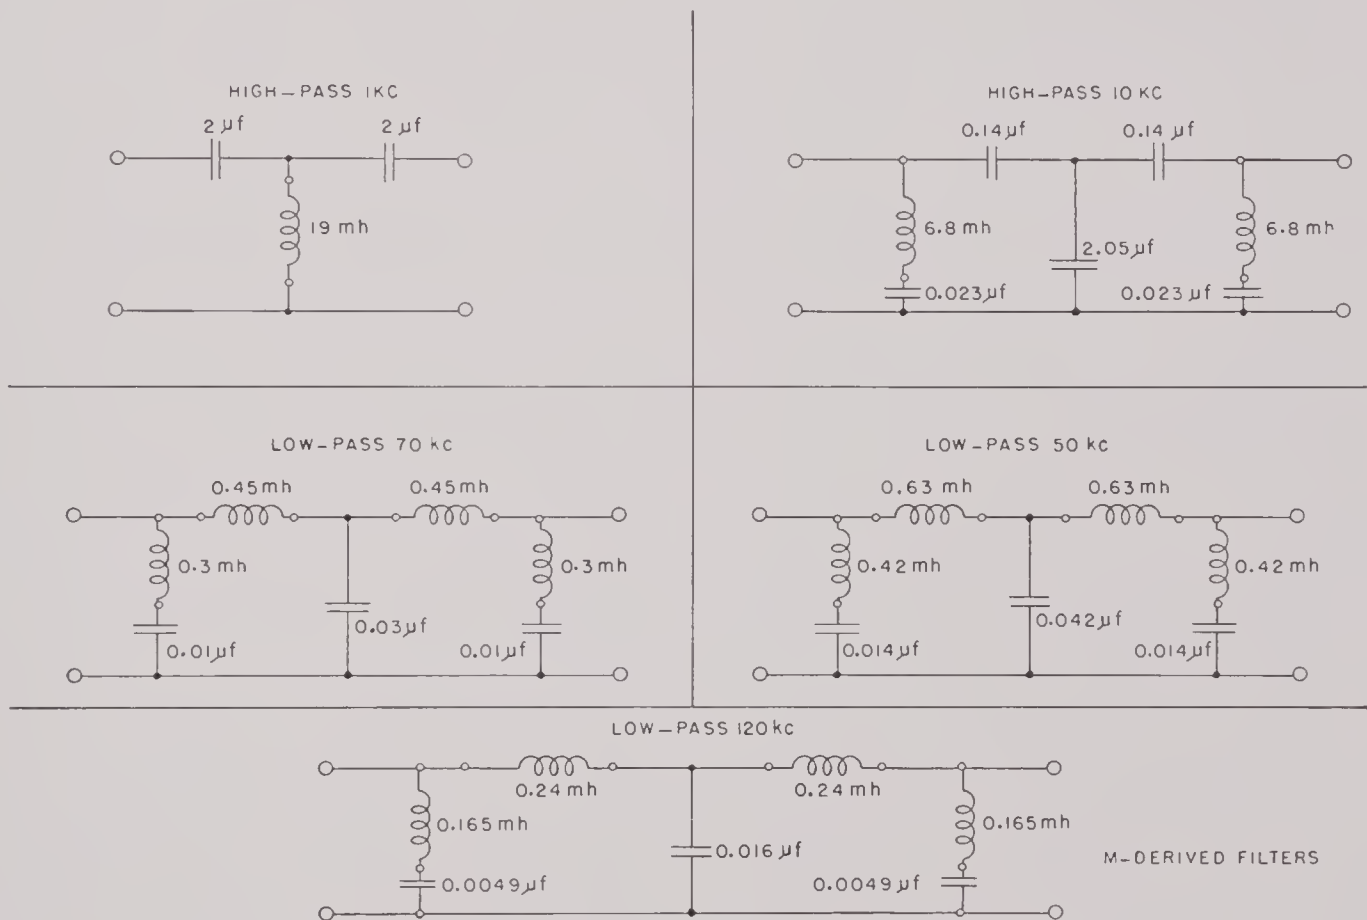 HIGH-PASS 1KC
2 μf
2 μf
19 mh
HIGH-PASS 10 KC
0.14 μf
0.14 μf
6.8 mh
2.05 μf
6.8 mh
0.023 μf
0.023 μf
LOW-PASS 70 KC
0.45 mh
0.45 mh
0.3 mh
0.3 mh
0.03 μf
0.01 μf
0.01 μf
LOW-PASS 50 KC
0.63 mh
0.63 mh
0.42 mh
0.42 mh
0.042 μf
0.014 μf
0.014 μf
LOW-PASS 120 KC
0.24 mh
0.24 mh
0.165 mh
0.165 mh
0.016 μf
0.0049 μf
0.0049 μf
M-DERIVED FILTERS